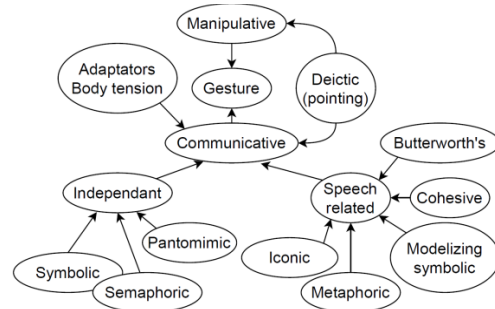 Manipulative
Adaptators
Body tension
Gesture
Deictic
(pointing)
Communicative
Butterworth's
Independant
Speech
related
Cohesive
Pantomimic
Iconic
Modelizing
symbolic
Symbolic
Semaphoric
Metaphoric